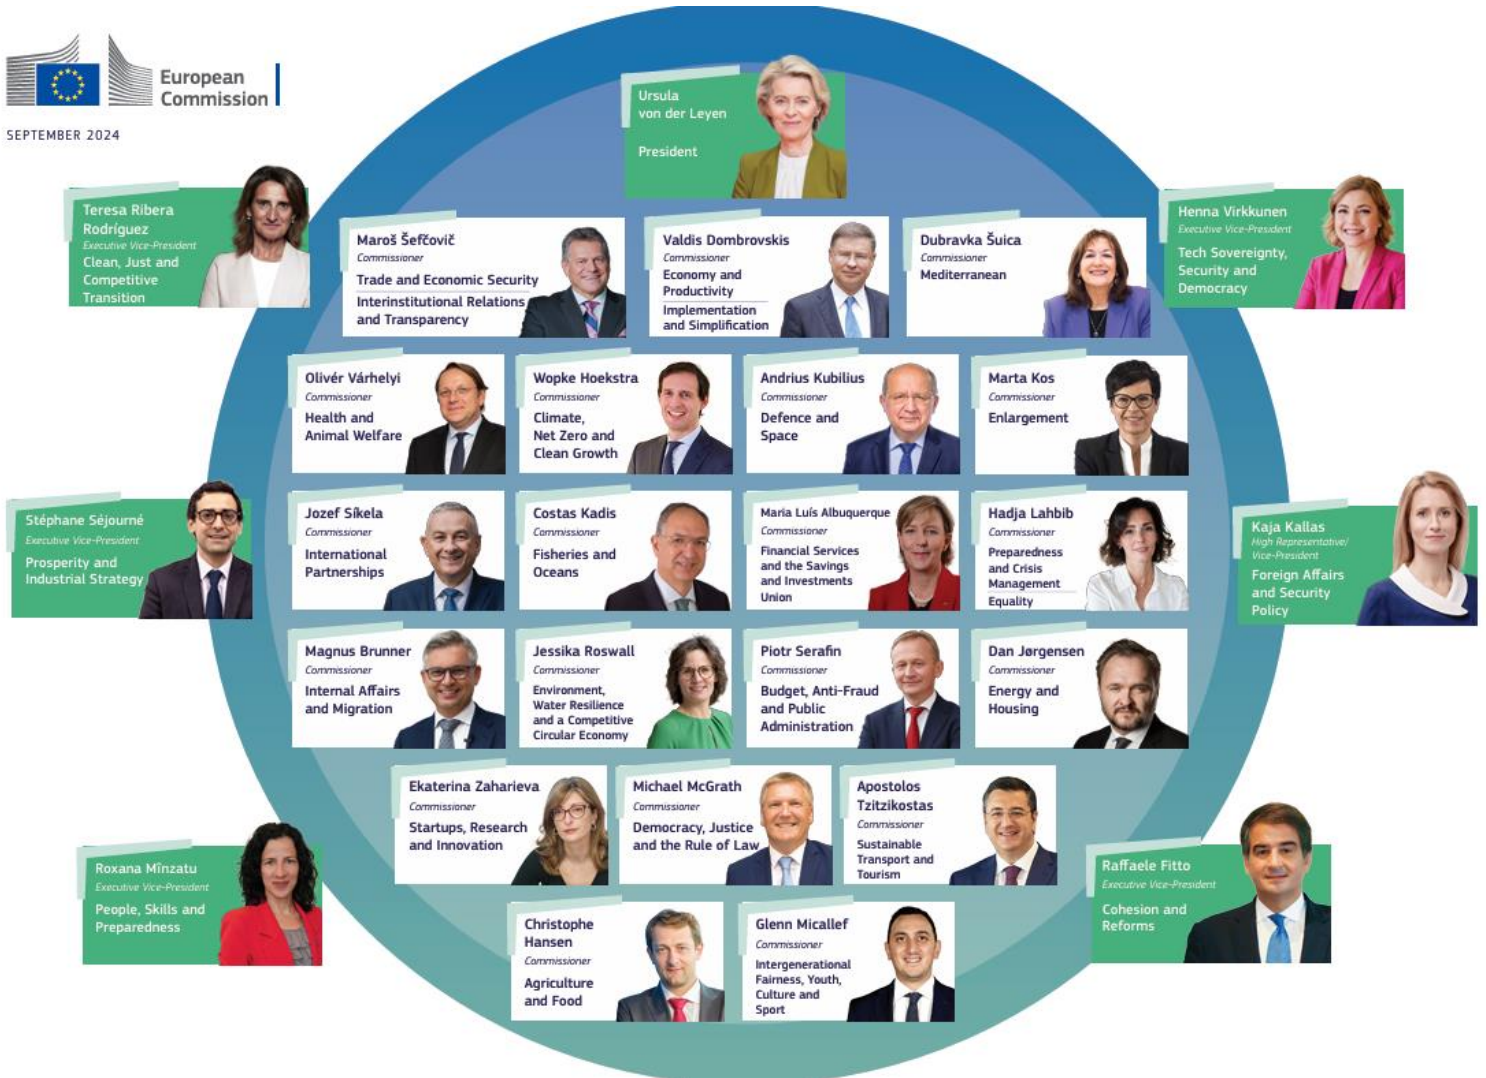 European
Commission
SEPTEMBER 2024
Ursula
von der Leyen
President
Teresa Ribera
Rodríguez
Executive Vice-President
Clean, Just and
Competitive
Transition
Henna Virkkunen
Executive Vice-President
Tech Sovereignty,
Security and
Democracy
Maroš Šefčovič
Commissioner
Trade and Economic Security
Interinstitutional Relations
and Transparency
Valdis Dombrovskis
Commissioner
Economy and
Productivity
Implementation
and Simplification
Dubravka Šuica
Commissioner
Mediterranean
Olivér Várhelyi
Commissioner
Health and
Animal Welfare
Wopke Hoekstra
Commissioner
Climate,
Net Zero and
Clean Growth
Andrius Kubilius
Commissioner
Defence and
Space
Marta Kos
Commissioner
Enlargement
Stéphane Séjourné
Executive Vice-President
Prosperity and
Industrial Strategy
Jozef Síkela
Commissioner
International
Partnerships
Costas Kadis
Commissioner
Fisheries and
Oceans
Maria Luís Albuquerque
Commissioner
Financial Services
and the Savings
and Investments
Union
Hadja Lahbib
Commissioner
Preparedness
and Crisis
Management
Equality
Kaja Kallas
High Representative/
Vice-President
Foreign Affairs
and Security
Policy
Magnus Brunner
Commissioner
Internal Affairs
and Migration
Jessika Roswall
Commissioner
Environment,
Water Resilience
and a Competitive
Circular Economy
Piotr Serafin
Commissioner
Budget, Anti-Fraud
and Public
Administration
Dan Jørgensen
Commissioner
Energy and
Housing
Ekaterina Zaharieva
Commissioner
Startups, Research
and Innovation
Michael McGrath
Commissioner
Democracy, Justice
and the Rule of Law
Apostolos
Tzitzikostas
Commissioner
Sustainable
Transport and
Tourism
Roxana Mînzatu
Executive Vice-President
People, Skills and
Preparedness
Raffaele Fitto
Executive Vice-President
Cohesion and
Reforms
Christophe
Hansen
Commissioner
Agriculture
and Food
Glenn Micallef
Commissioner
Intergenerational
Fairness, Youth,
Culture and
Sport